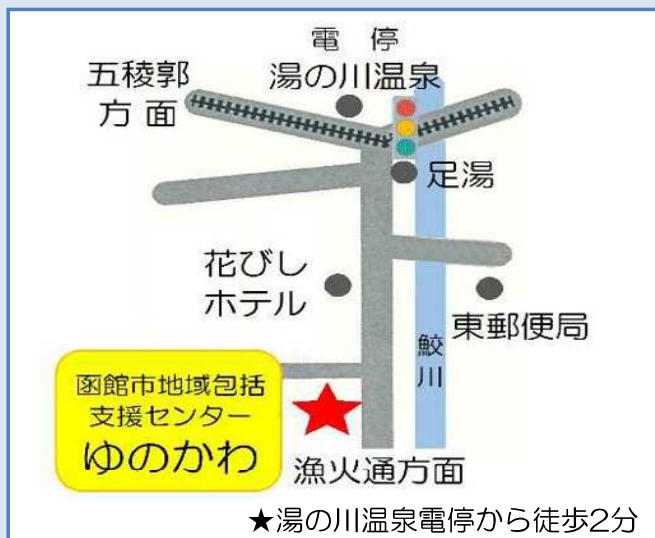 電停
湯の川温泉
五稜郭
方面
足湯
花びし
ホテル
東郵便局
鮫川
函館市地域包括
支援センター
ゆのかわ
漁火通方面
★湯の川温泉電停から徒歩2分